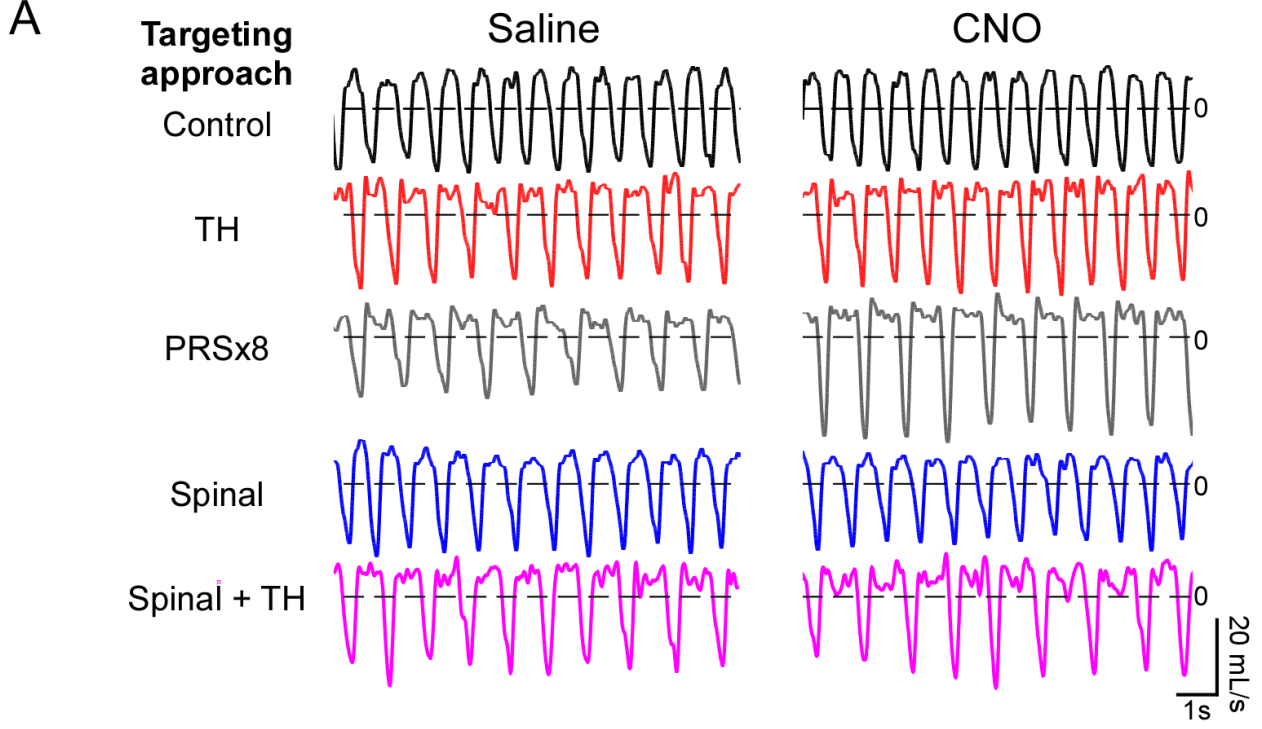 A
Targeting
approach
Saline
CNO
Control
0
TH
0
PRSx8
0
Spinal
0
Spinal + TH
0
20 mL/s
1s